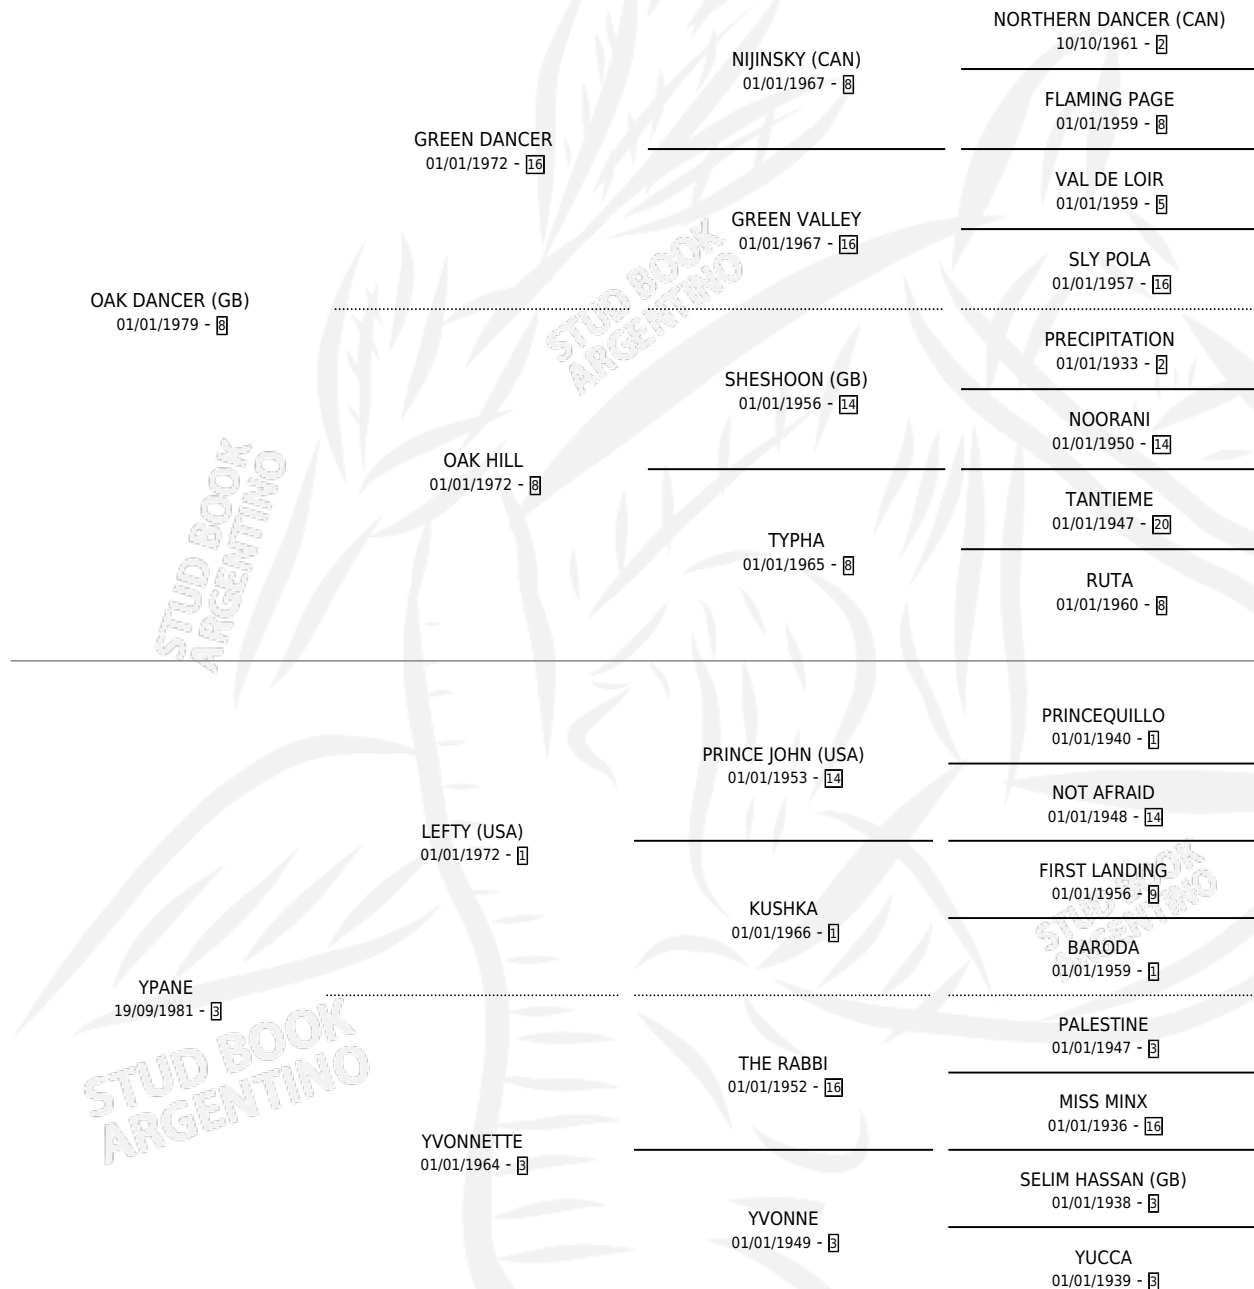 NORTHERN DANCER (CAN)
10/10/1961 - 2
NIJINSKY (CAN)
01/01/1967 - 8
FLAMING PAGE
01/01/1959 - 8
GREEN DANCER
01/01/1972 - 16
VAL DE LOIR
01/01/1959 - 5
GREEN VALLEY
01/01/1967 - 16
SLY POLA
01/01/1957 - 16
OAK DANCER (GB)
01/01/1979 - 8
PRECIPITATION
01/01/1933 - 2
SHESHOON (GB)
01/01/1956 - 14
NOORANI
01/01/1950 - 14
OAK HILL
01/01/1972 - 8
TANTIEME
01/01/1947 - 20
TYPHA
01/01/1965 - 8
RUTA
01/01/1960 - 8
PRINCEQUILLO
01/01/1940 - 1
PRINCE JOHN (USA)
01/01/1953 - 14
NOT AFRAID
01/01/1948 - 14
LEFTY (USA)
01/01/1972 - 1
FIRST LANDING
01/01/1956 - 9
KUSHKA
01/01/1966 - 1
BARODA
01/01/1959 - 1
YPANE
19/09/1981 - 3
PALESTINE
01/01/1947 - 3
THE RABBI
01/01/1952 - 16
MISS MINX
01/01/1936 - 16
YVONNETTE
01/01/1964 - 3
SELIM HASSAN (GB)
01/01/1938 - 3
YVONNE
01/01/1949 - 3
YUCCA
01/01/1939 - 3
STUD BOOK
ARGENTINO
STUD BOOK
ARGENTINO
STUD BOOK
ARGENTINO
STUD BOOK
ARGENTINO